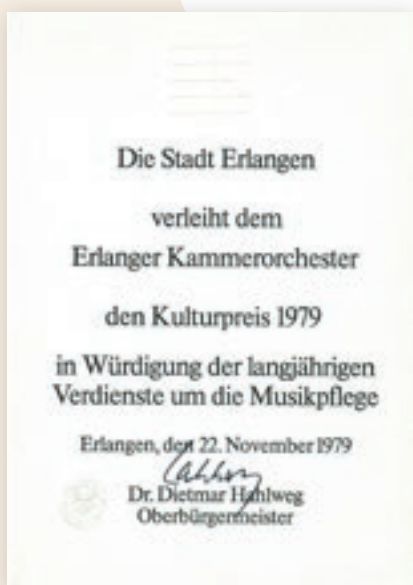 Die Stadt Erlangen
verleiht dem
Erlanger Kammerorchester
den Kulturpreis 1979
in Würdigung der langjährigen
Verdienste um die Musikpflege
Erlangen, den 22. November 1979
Dr. Dietmar Hahlweg
Oberbürgermeister